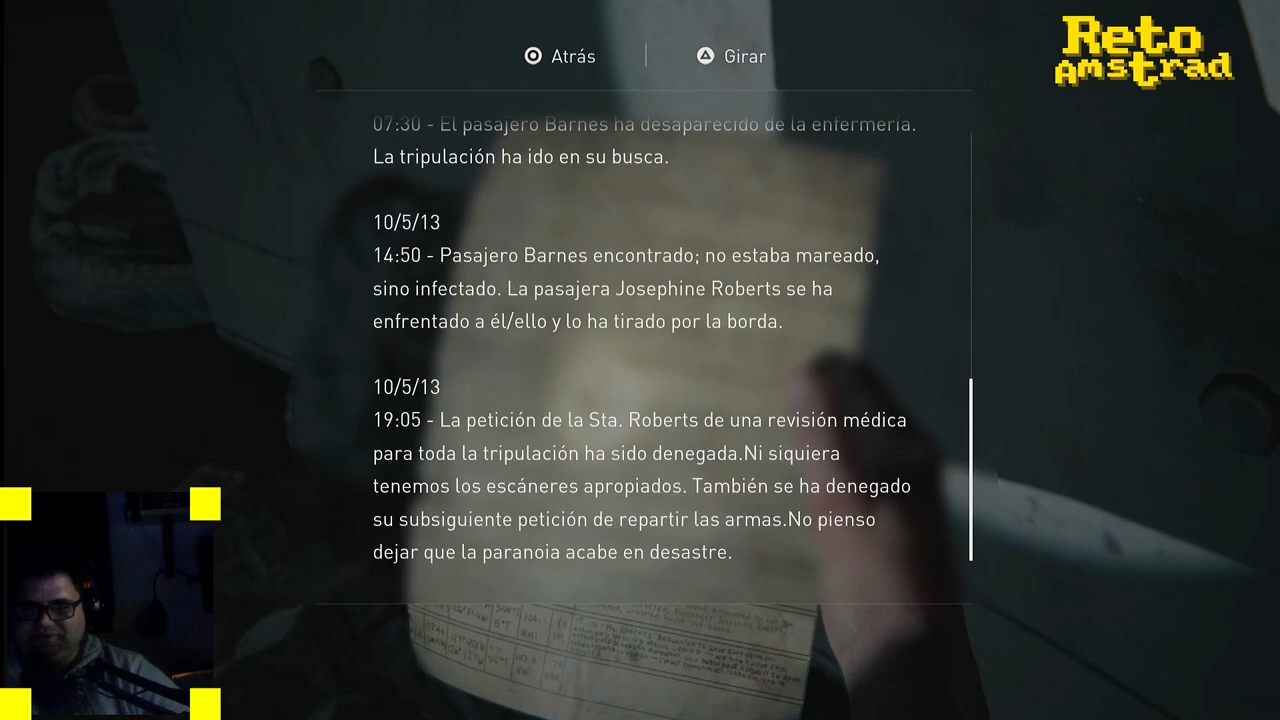 Atrás
Girar
Reto
Amstrad
07:30 - El pasajero Barnes ha desaparecido de la enfermería.
La tripulación ha ido en su busca.
10/5/13
14:50 - Pasajero Barnes encontrado; no estaba mareado,
sino infectado. La pasajera Josephine Roberts se ha
enfrentado a él/ello y lo ha tirado por la borda.
10/5/13
19:05 - La petición de la Sta. Roberts de una revisión médica
para toda la tripulación ha sido denegada.Ni siquiera
tenemos los escáneres apropiados. También se ha denegado
su subsiguiente petición de repartir las armas.No pienso
dejar que la paranoia acabe en desastre.